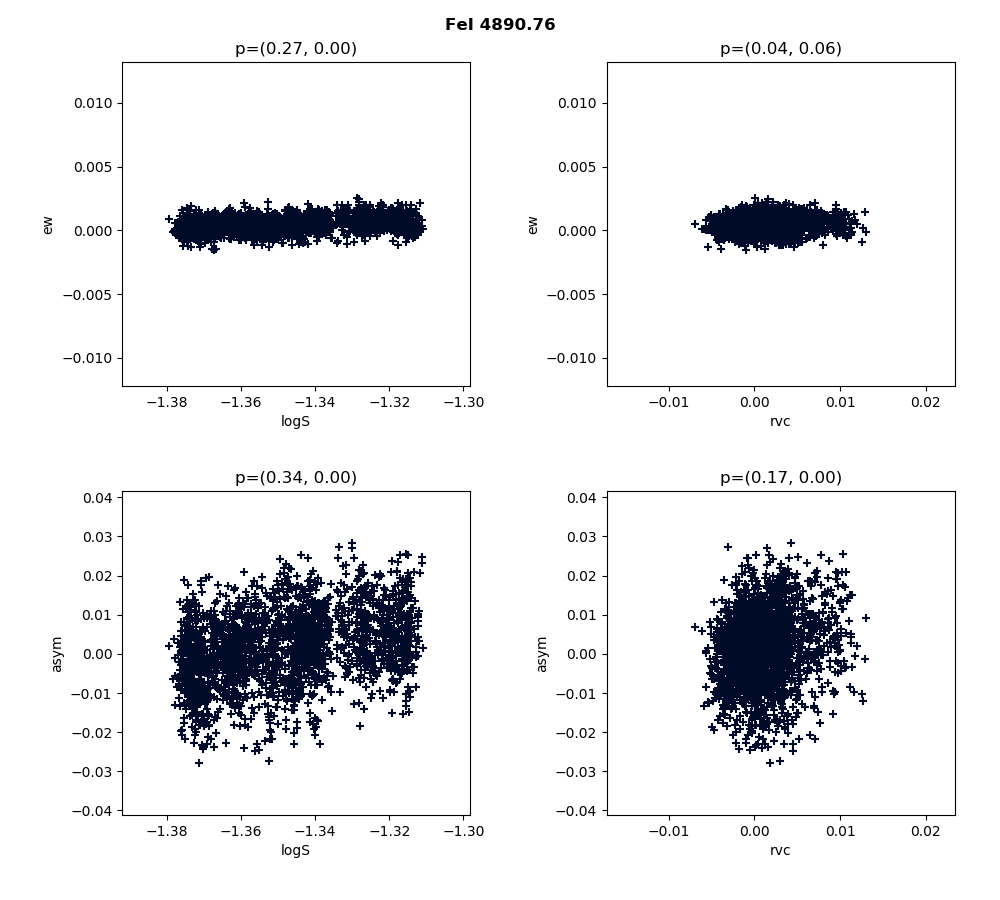 FeI 4890.76
p=(0.27, 0.00)
0.010
0.005
0.000
−0.005
−0.010
ew
−1.38 −1.36 −1.34 −1.32 −1.30
logS
p=(0.04, 0.06)
0.010
0.005
0.000
−0.005
−0.010
ew
−0.01 0.00 0.01 0.02
rvc
p=(0.34, 0.00)
0.04
0.03
0.02
0.01
0.00
−0.01
−0.02
−0.03
−0.04
asym
−1.38 −1.36 −1.34 −1.32 −1.30
logS
p=(0.17, 0.00)
0.04
0.03
0.02
0.01
0.00
−0.01
−0.02
−0.03
−0.04
asym
−0.01 0.00 0.01 0.02
rvc